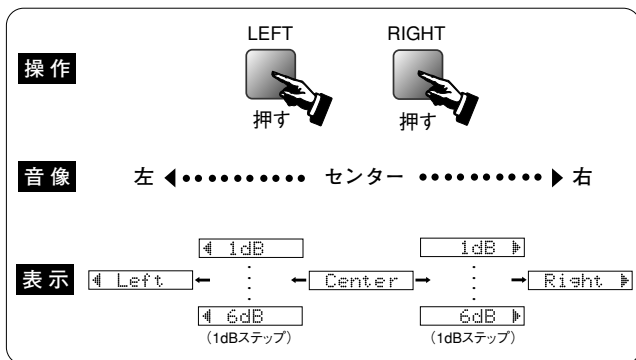 LEFT RIGHT
操作
押す 押す
音像 左 センター 右
1dB 1dB
表示 Left Center Right
6dB 6dB
(1dBステップ) (1dBステップ)